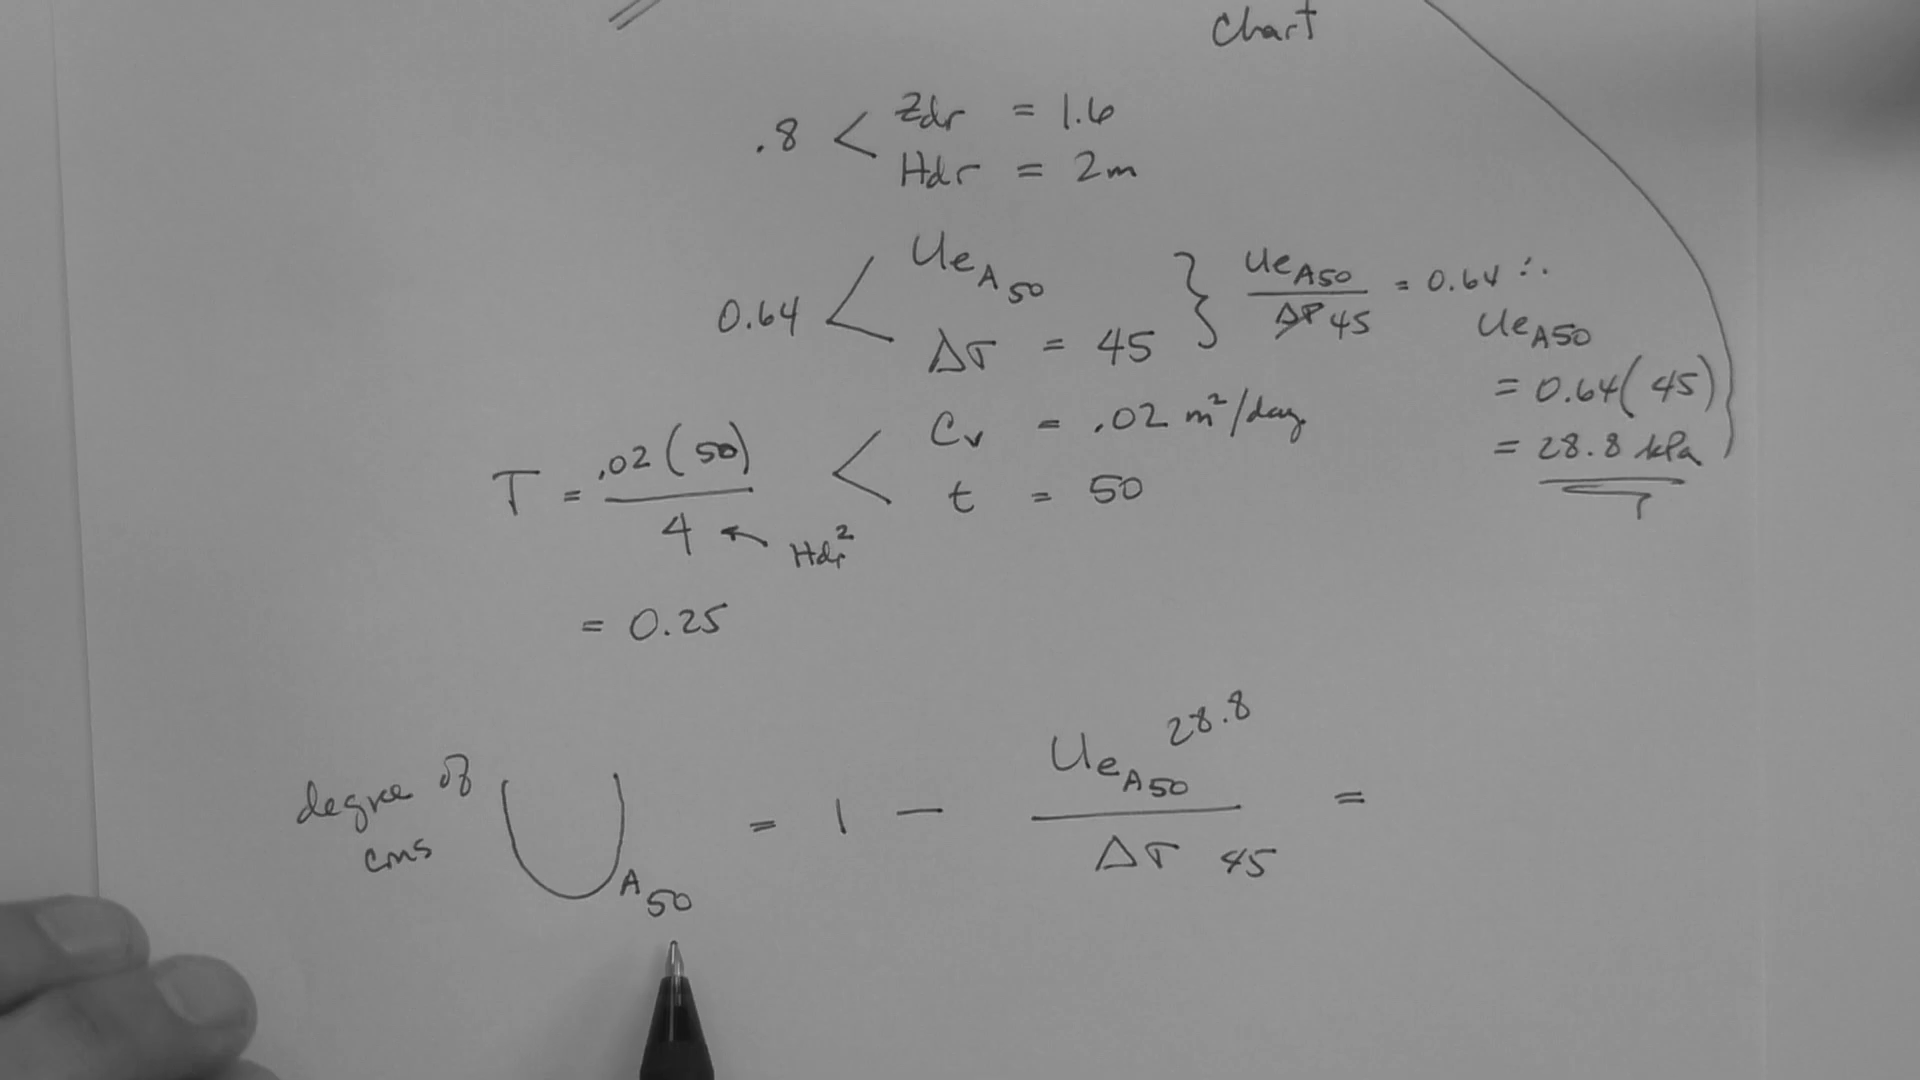 Chart
.8 < Zdr = 1.6
Hdr = 2m
0.64 < UeA50 } UeA50 / Δσ 45 = 0.64 ∴
Δσ = 45
UeA50
= 0.64(45)
= 28.8 kPa
Cv = .02 m²/day
T = .02(50) / 4 ← Hdr² < t = 50
= 0.25
degree of
cons
UA50 = 1 - UeA50 28.8 / Δσ 45 =